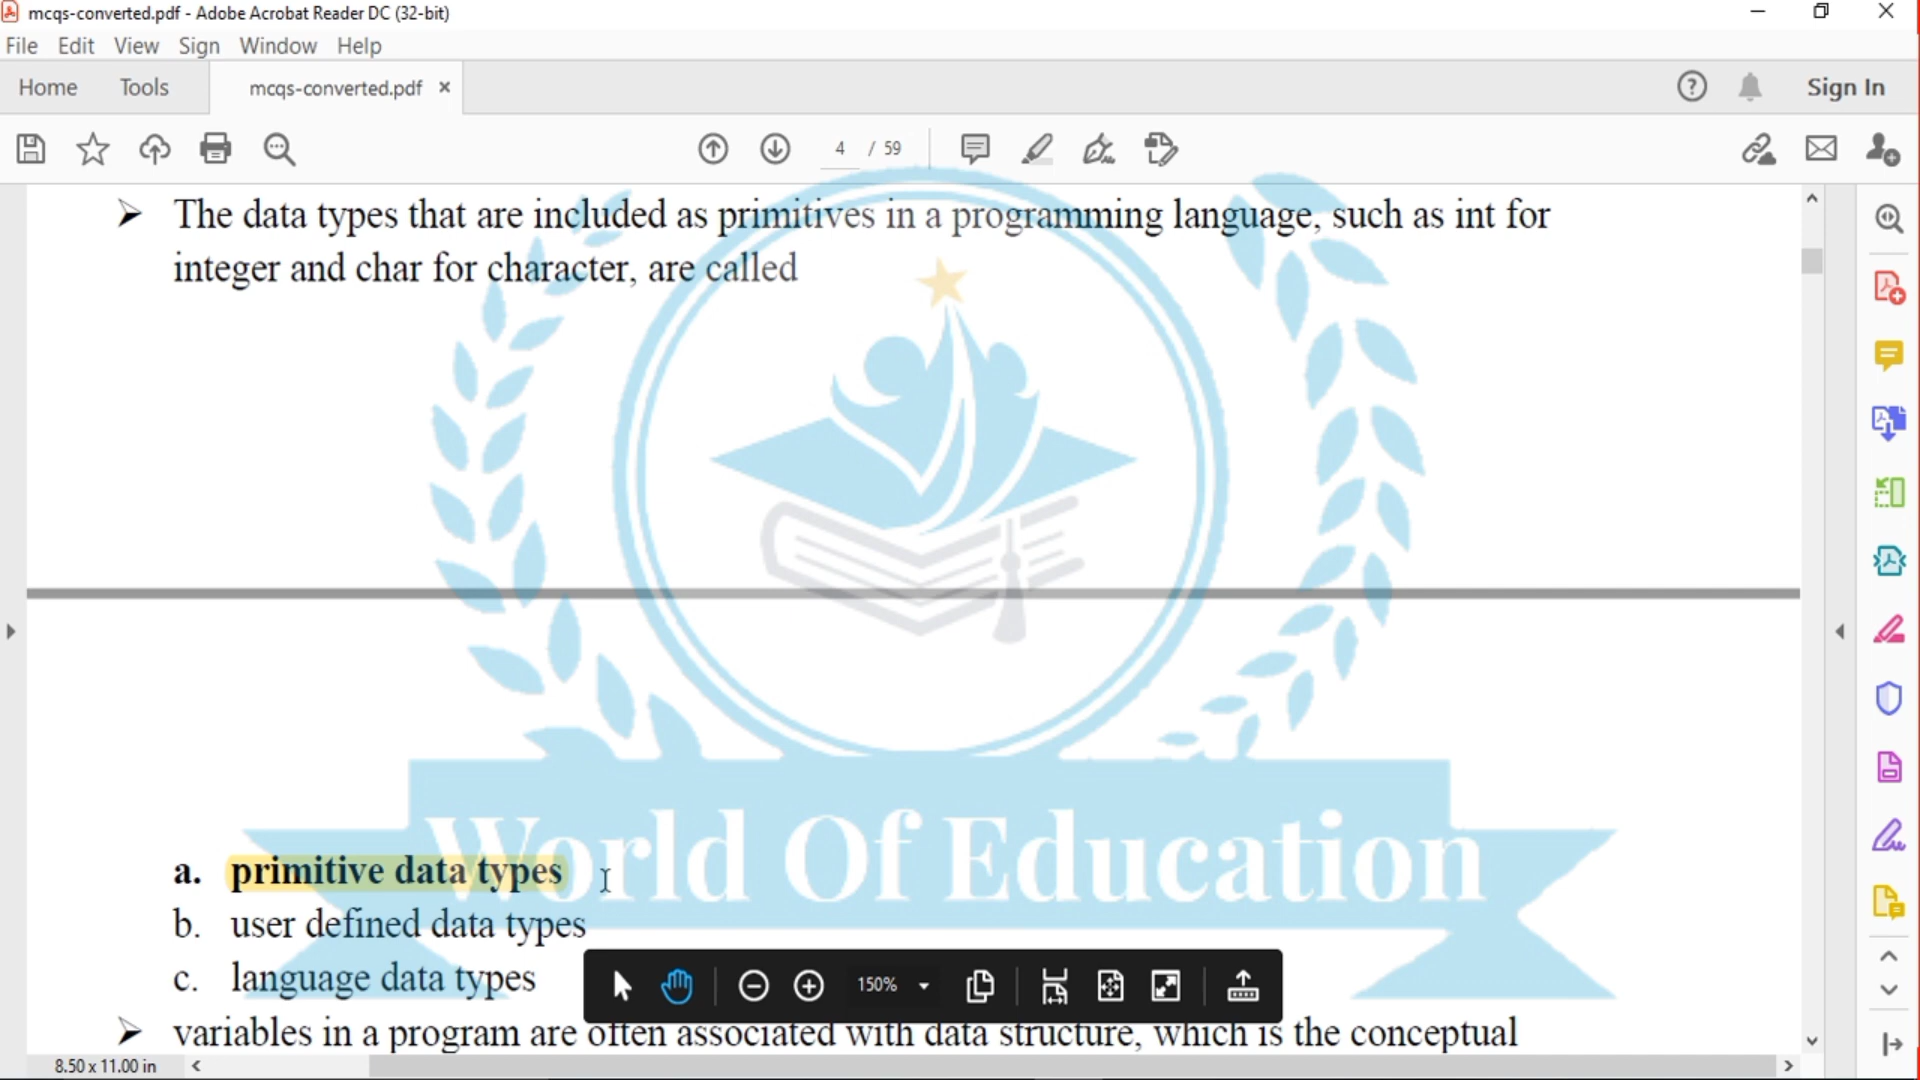 mcqs-converted.pdf - Adobe Acrobat Reader DC (32-bit)
File Edit View Sign Window Help
Home Tools mcqs-converted.pdf × Sign In
4 / 59
➢ The data types that are included as primitives in a programming language, such as int for
integer and char for character, are called
World Of Education
a. primitive data types
b. user defined data types
c. language data types
150%
➢ variables in a program are often associated with data structure, which is the conceptual
8.50 x 11.00 in